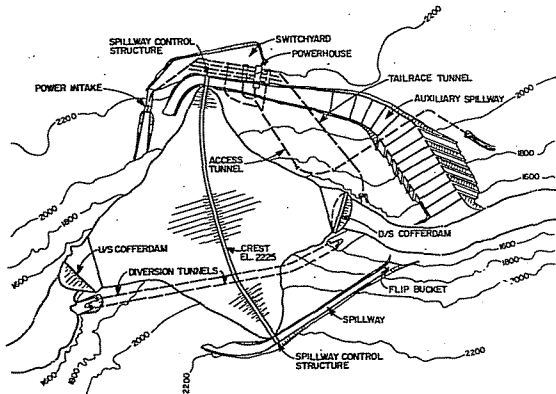 2200
SPILLWAY CONTROL
STRUCTURE
SWITCHYARD
POWERHOUSE
TAILRACE TUNNEL
AUXILIARY SPILLWAY
POWER INTAKE
2200
2000
1800
1600
ACCESS
TUNNEL
2000
1800
U/S COFFERDAM
1600
D/S COFFERDAM
CREST
EL. 2225
DIVERSION TUNNELS
1600
1800
2000
FLIP BUCKET
SPILLWAY
2000
1600
1800
2200
SPILLWAY CONTROL
STRUCTURE
2200